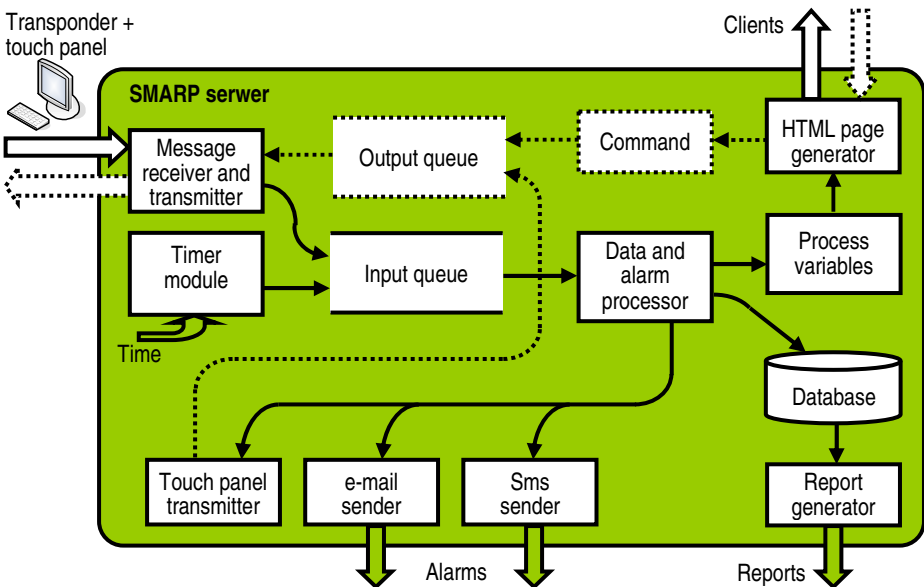 Transponder +
touch panel
Clients
SMARP serwer
Message
receiver and
transmitter
Output queue
Command
HTML page
generator
Timer
module
Input queue
Data and
alarm
processor
Process
variables
Time
Database
Touch panel
transmitter
e-mail
sender
Sms
sender
Report
generator
Alarms
Reports